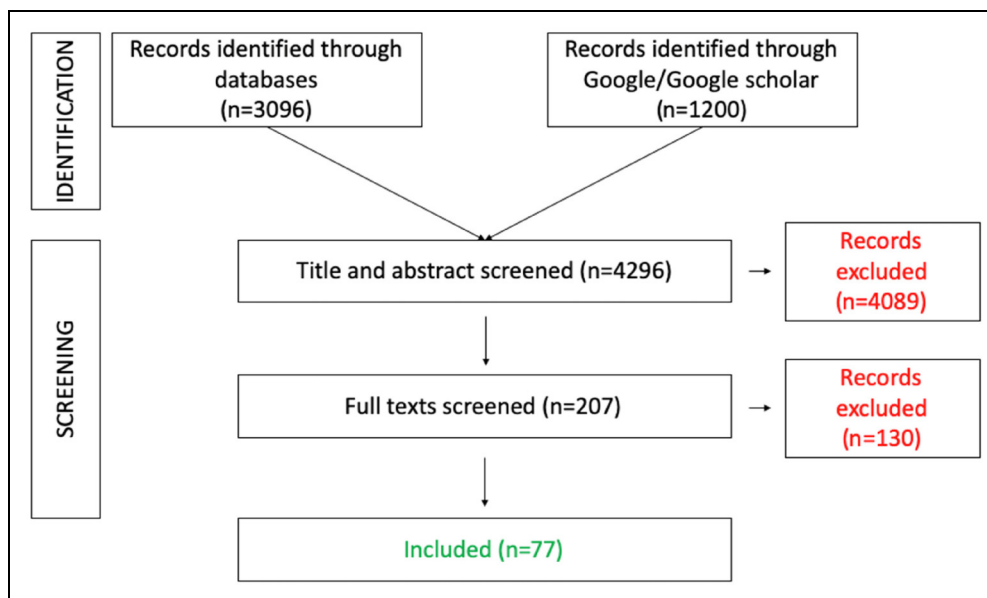 IDENTIFICATION
Records identified through
databases
(n=3096)
Records identified through
Google/Google scholar
(n=1200)
SCREENING
Title and abstract screened (n=4296)
Records
excluded
(n=4089)
Full texts screened (n=207)
Records
excluded
(n=130)
Included (n=77)